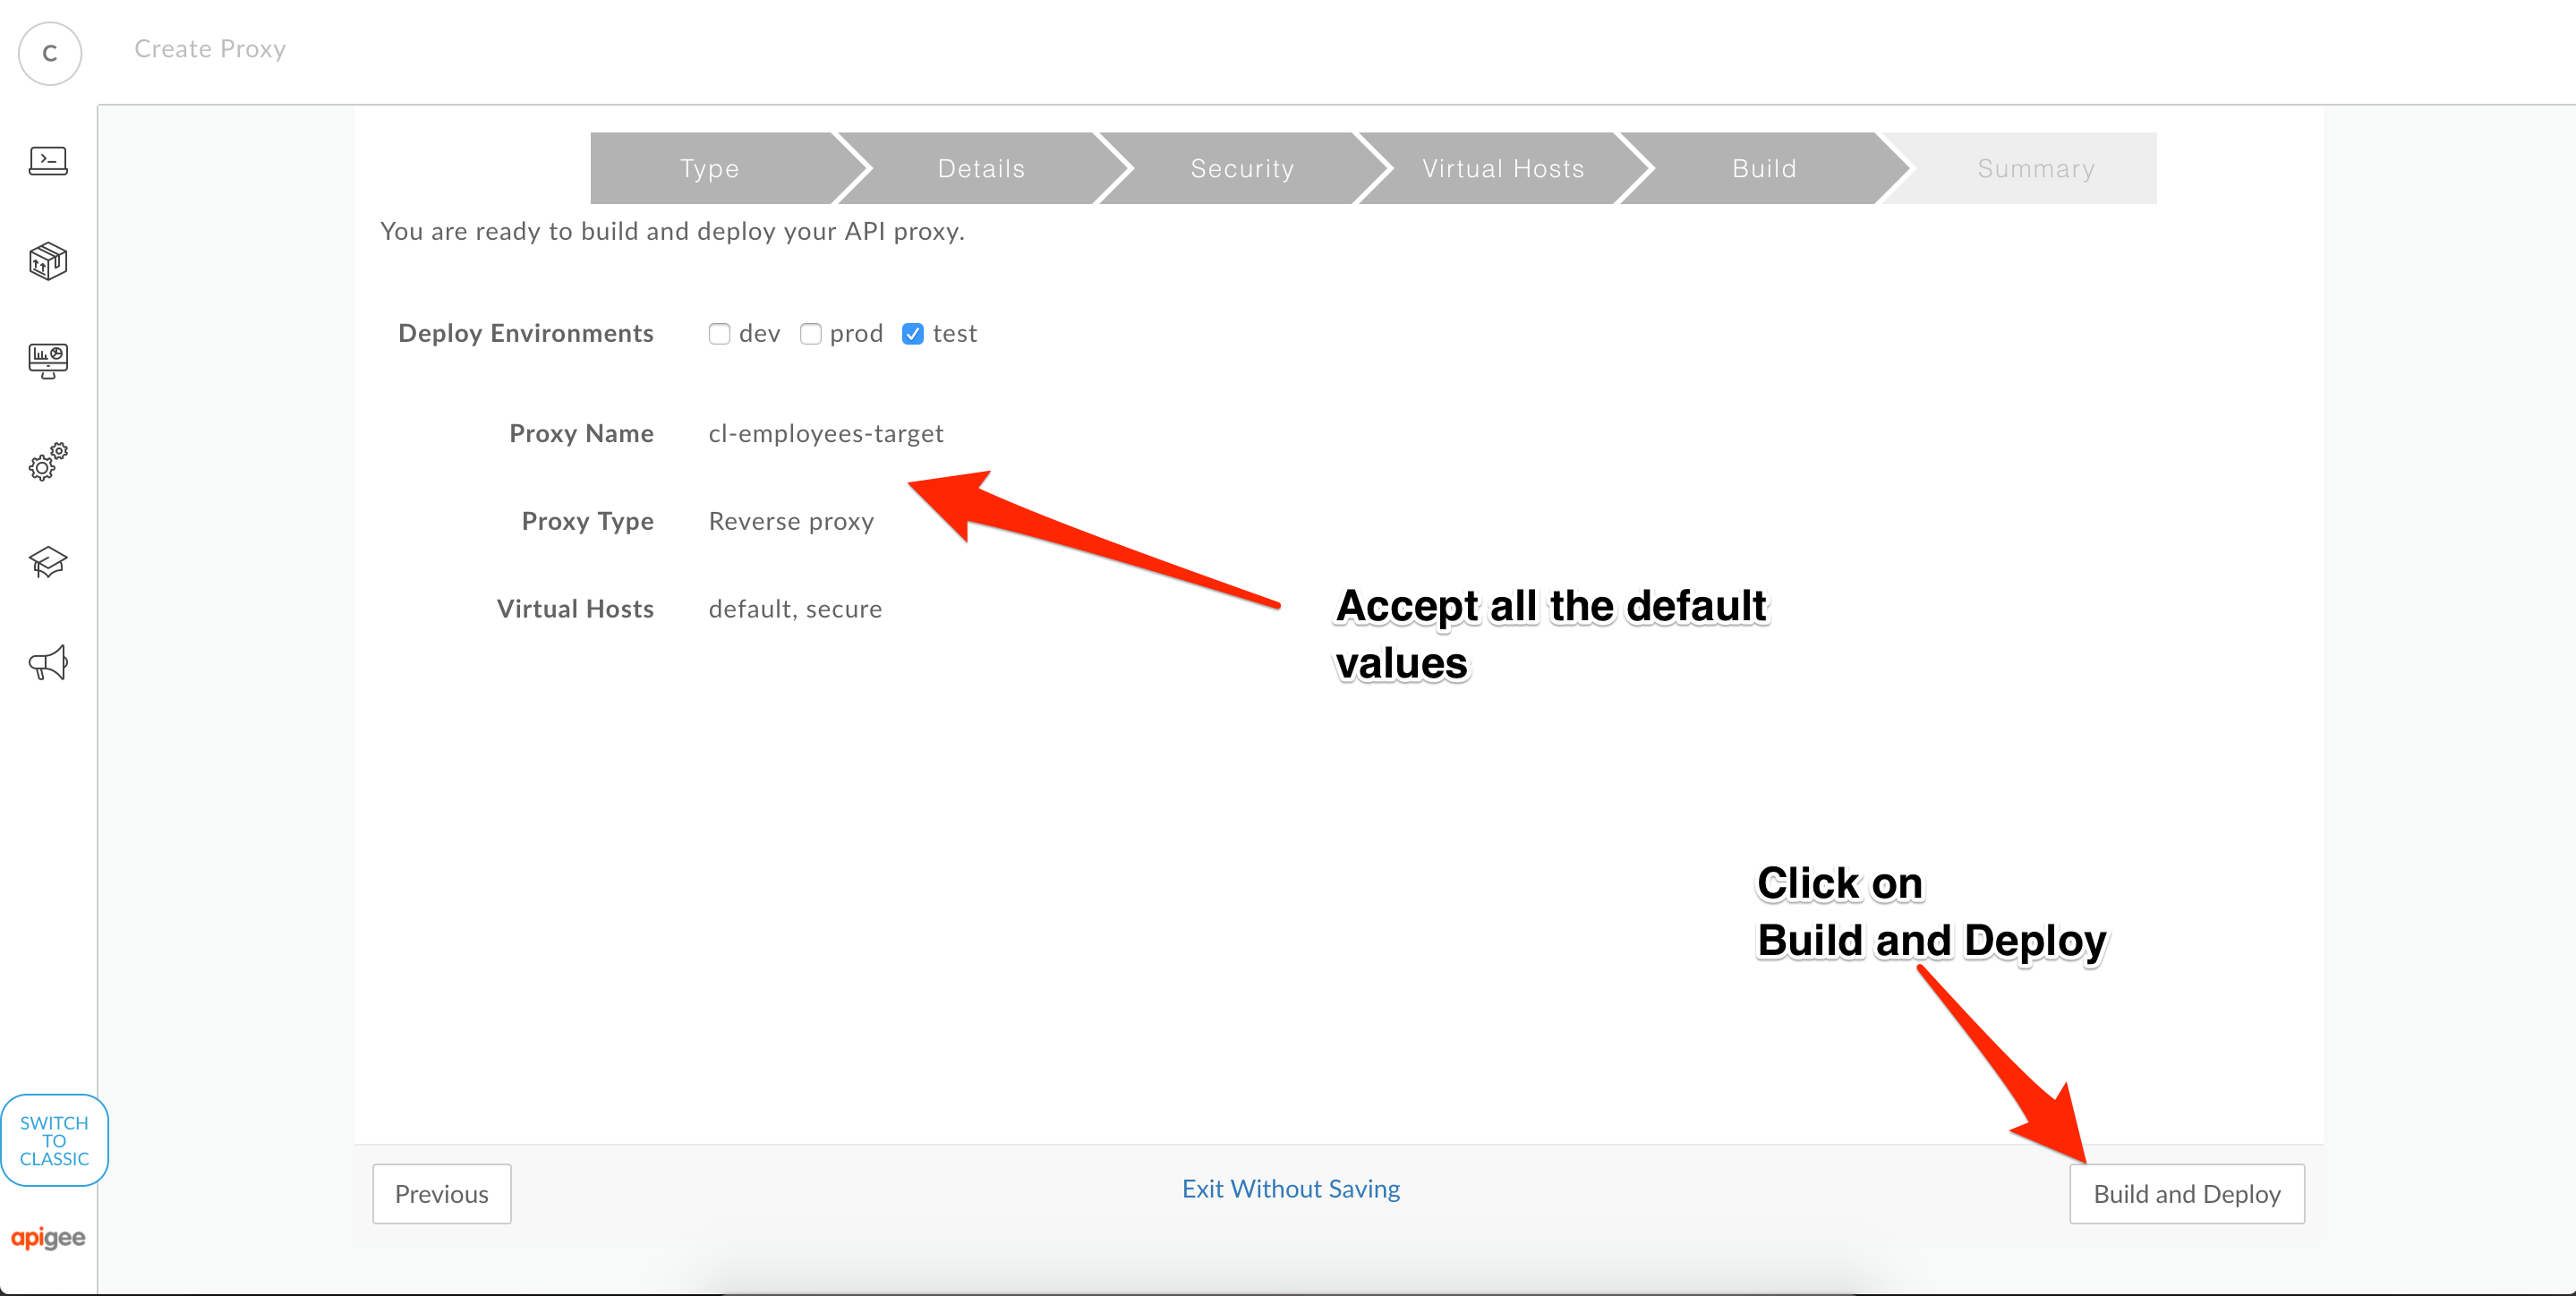 C
Create Proxy
Type
Details
Security
Virtual Hosts
Build
Summary
You are ready to build and deploy your API proxy.
Deploy Environments
dev
prod
test
Proxy Name
cl-employees-target
Proxy Type
Reverse proxy
Virtual Hosts
default, secure
Accept all the default
values
Click on
Build and Deploy
SWITCH
TO
CLASSIC
Previous
Exit Without Saving
Build and Deploy
apigee